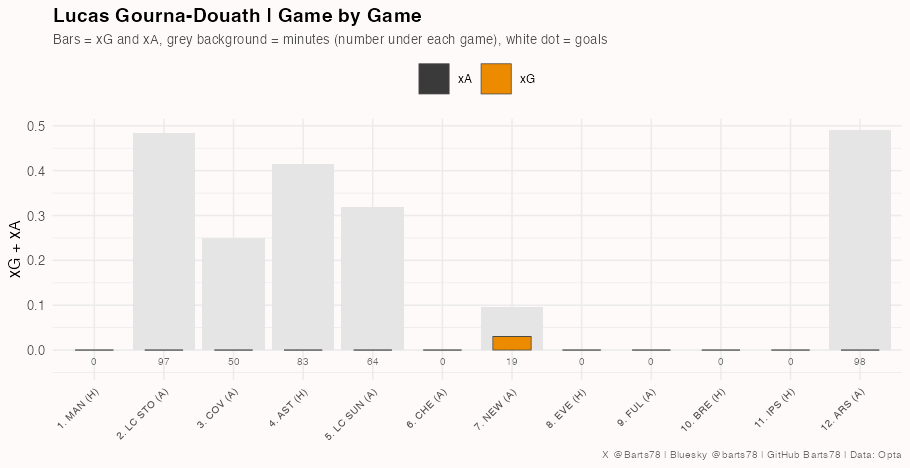 Lucas Gourna-Douath | Game by Game
Bars = xG and xA, grey background = minutes (number under each game), white dot = goals
xA xG
xG + xA
0.5
0.4
0.3
0.2
0.1
0.0
0 97 50 83 64 0 19 0 0 0 0 98
1. MAN (H)
2. LC STO (A)
3. COV (A)
4. AST (H)
5. LC SUN (A)
6. CHE (A)
7. NEW (A)
8. EVE (H)
9. FUL (A)
10. BRE (H)
11. IPS (H)
12. ARS (A)
X @Barts78 | Bluesky @barts78 | GitHub Barts78 | Data: Opta